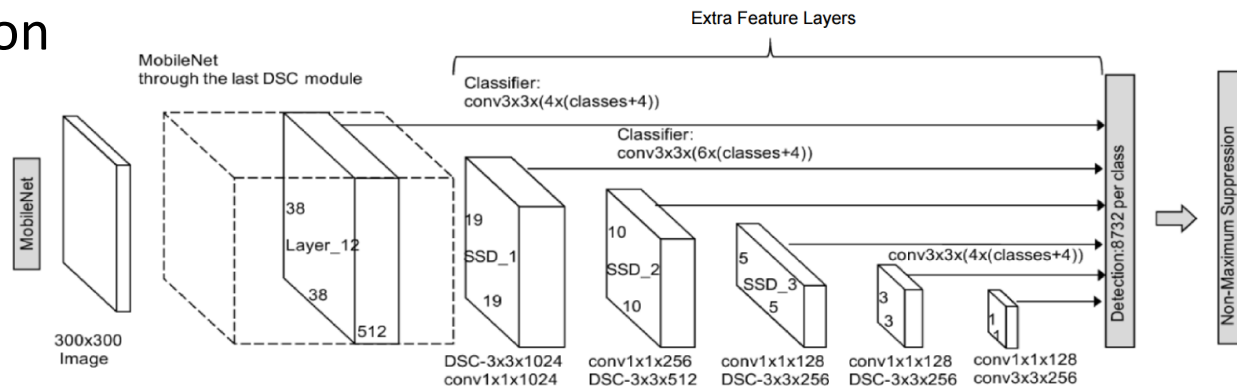 on
Extra Feature Layers
MobileNet
through the last DSC module
Classifier:
conv3x3x(4x(classes+4))
Classifier:
conv3x3x(6x(classes+4))
MobileNet
38
Layer_12
38
512
19
SSD_1
19
10
SSD_2
10
5
SSD_3
5
conv3x3x(4x(classes+4))
3
3
1
1
Detection:8732 per class
Non-Maximum Suppression
300x300
Image
DSC-3x3x1024
conv1x1x1024
conv1x1x256
DSC-3x3x512
conv1x1x128
DSC-3x3x256
conv1x1x128
DSC-3x3x256
conv1x1x128
conv3x3x256